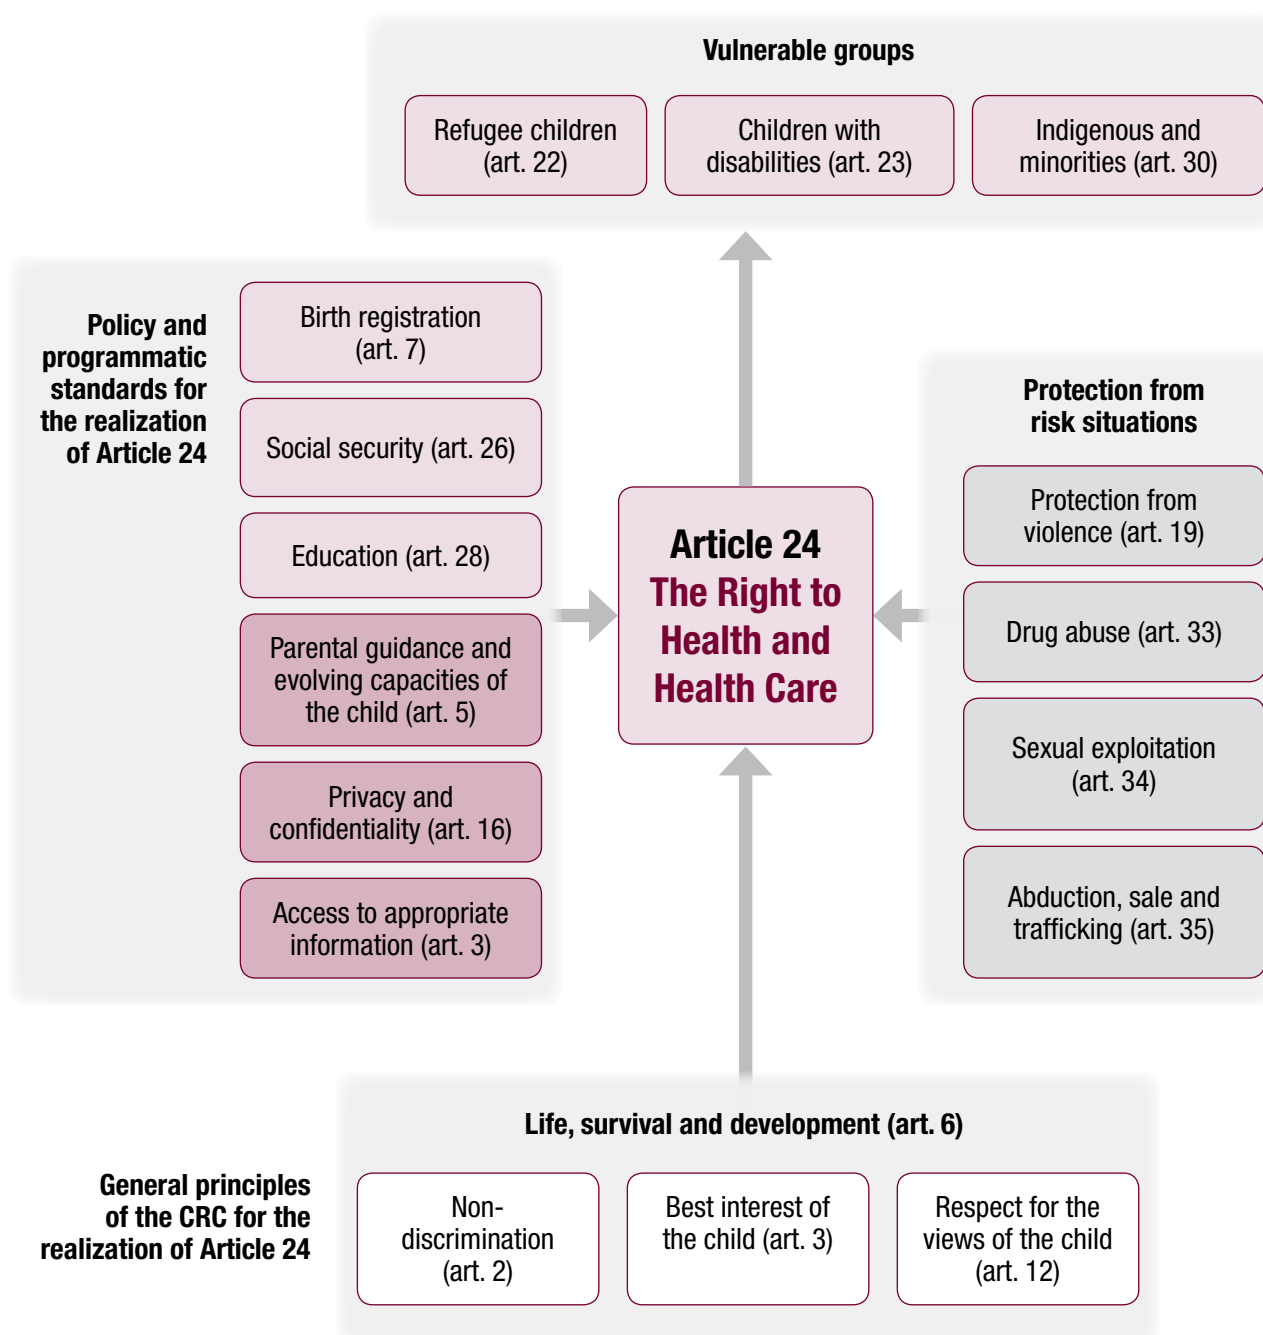 Vulnerable groups
Refugee children
(art. 22)
Children with
disabilities (art. 23)
Indigenous and
minorities (art. 30)
Policy and
programmatic
standards for
the realization
of Article 24
Birth registration
(art. 7)
Social security (art. 26)
Education (art. 28)
Parental guidance and
evolving capacities of
the child (art. 5)
Privacy and
confidentiality (art. 16)
Access to appropriate
information (art. 3)
Article 24
The Right to
Health and
Health Care
Protection from
risk situations
Protection from
violence (art. 19)
Drug abuse (art. 33)
Sexual exploitation
(art. 34)
Abduction, sale and
trafficking (art. 35)
Life, survival and development (art. 6)
General principles
of the CRC for the
realization of Article 24
Non-
discrimination
(art. 2)
Best interest of
the child (art. 3)
Respect for the
views of the child
(art. 12)